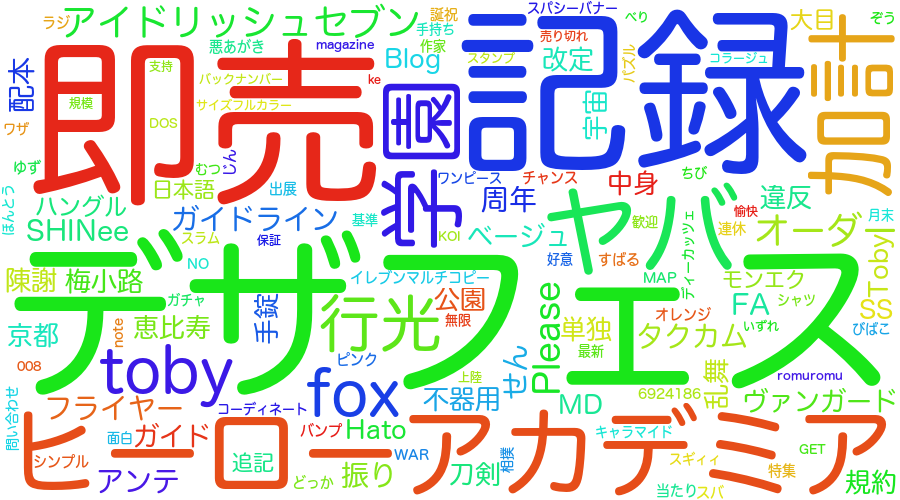 ラジ
アイドリッシュセブン
誕祝
手持ち
スパシーバナー
べり
大目
ぞう
悪あがき
magazine
作家
売り切れ
即売
記録
加計
配本
支持
バックナンバー
ke
Blog
スタンプ
改定
パズル
コラージュ
規模
サイズフルカラー
ワザ
DOS
学園
宇宙
ゆず
むつ
じん
ワンピース
チャンス
中身
ちび
ほんとう
日本語
出展
周年
違反
ハングル
ガイドライン
基準
ヤバ
歓迎
愉快
月末
SHINee
スラム
保証
KOI
ベージュ
連休
オーダ
デザフェス
NO
好意
すばる
ディーカッツェ
陳謝
梅小路
イレブンマルチコピー
MAP
モンエク
SToby
ガチャ
公園
Please
オレンジ
FA
シャツ
SS
京都
note
恵比寿
手錠
行光
無限
単独
タクカム
いずれ
びばこ
008
toby
ピンク
上陸
せん
最新
romuromu
fox
不器用
MD
6924186
乱舞
ヴァンガード
問い合わせ
フライヤー
コーディネート
ヒーローアカデミア
面白
ガイド
バンプ
Hato
キャラマイド
GET
シンプル
追記
WAR
相撲
スギィィ
特集
アンテ
どっか
振り
刀剣
当たり
スパ
規約